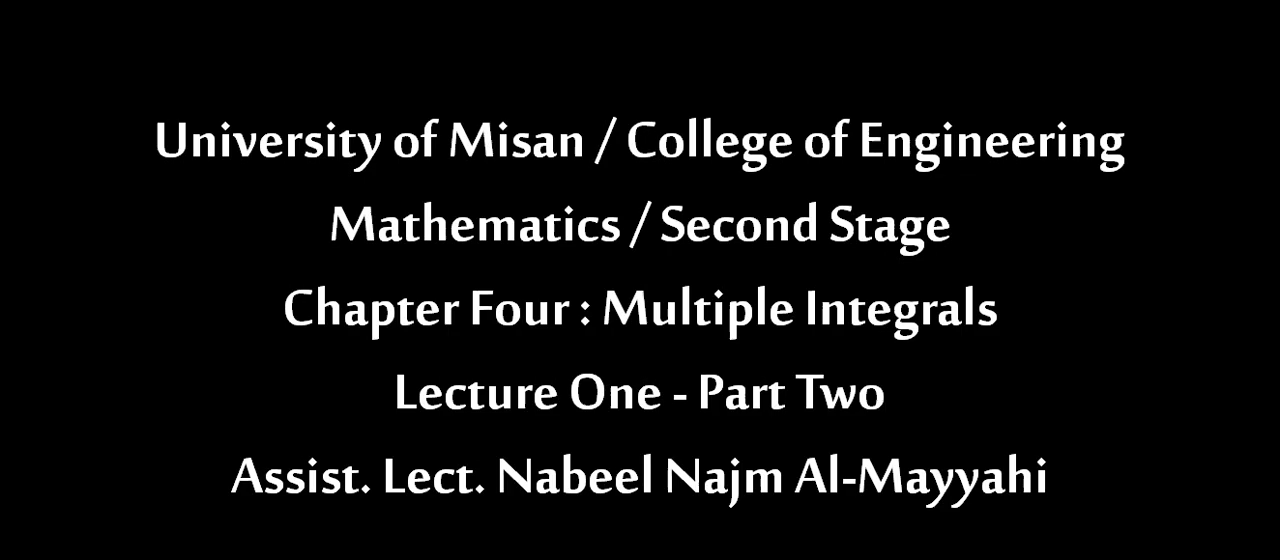 University of Misan / College of Engineering
Mathematics / Second Stage
Chapter Four : Multiple Integrals
Lecture One - Part Two
Assist. Lect. Nabeel Najm Al-Mayyahi